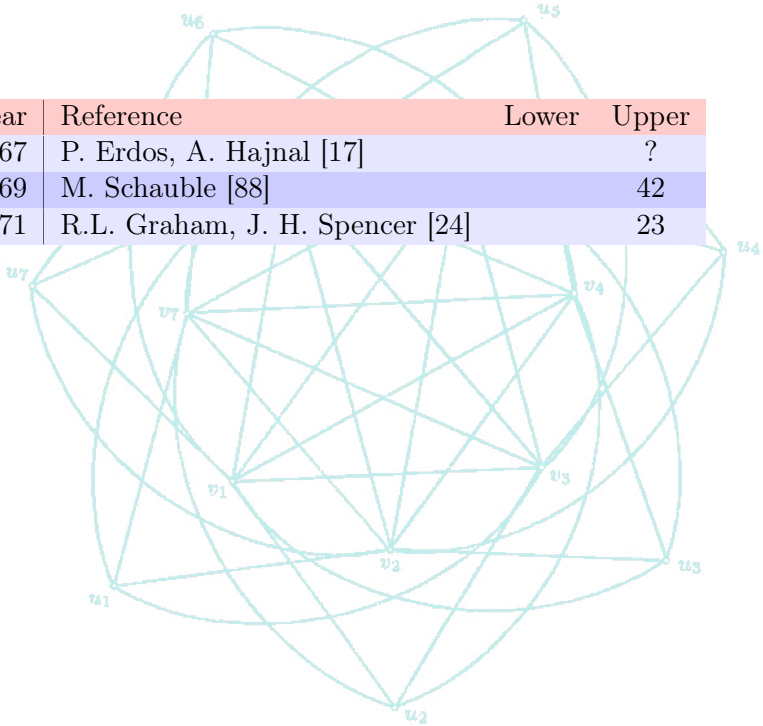 u6
u5
ear Reference Lower Upper
67 P. Erdos, A. Hajnal [17] ?
69 M. Schauble [88] 42
71 R.L. Graham, J. H. Spencer [24] 23
u4
u7
v4
v7
v1
v3
v2
u3
u1
u2